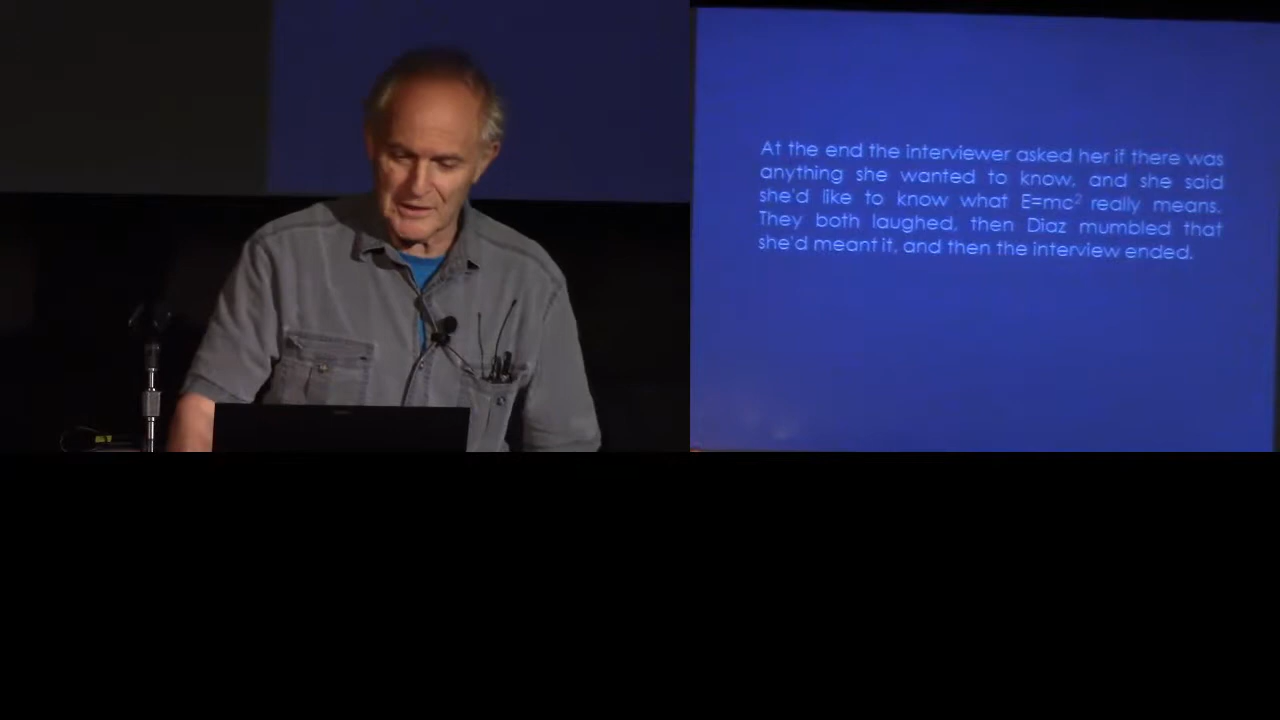 At the end the interviewer asked her if there was
anything she wanted to know, and she said
she'd like to know what E=mc² really means.
They both laughed, then Diaz mumbled that
she'd meant it, and then the interview ended.